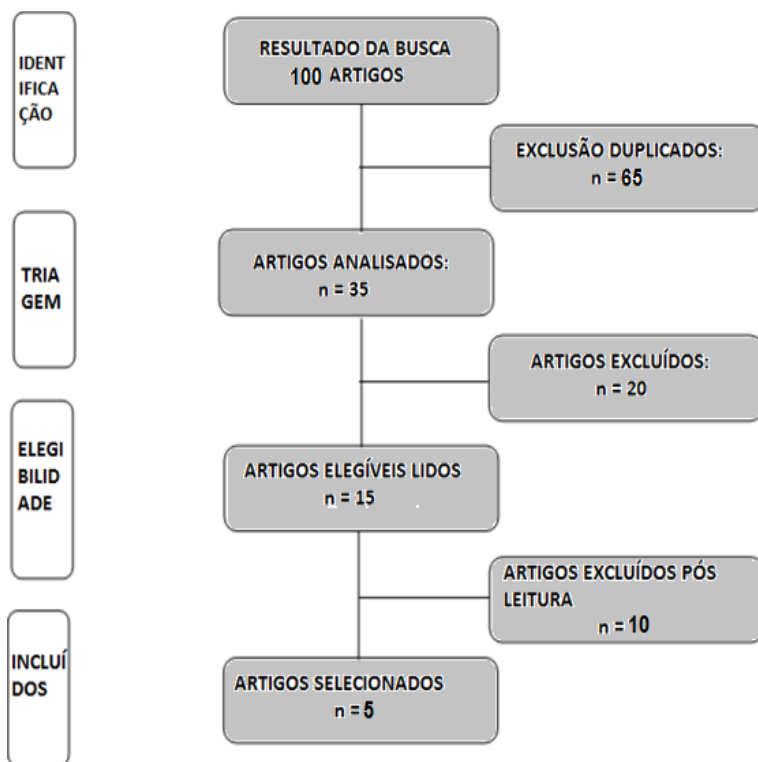 IDENT
IFICA
ÇÃO
RESULTADO DA BUSCA
100 ARTIGOS
EXCLUSÃO DUPLICADOS:
n = 65
TRIA
GEM
ARTIGOS ANALISADOS:
n = 35
ARTIGOS EXCLUÍDOS:
n = 20
ELEGI
BILID
ADE
ARTIGOS ELEGÍVEIS LIDOS
n = 15
ARTIGOS EXCLUÍDOS PÓS
LEITURA
n = 10
INCLUÍ
DOS
ARTIGOS SELECIONADOS
n = 5